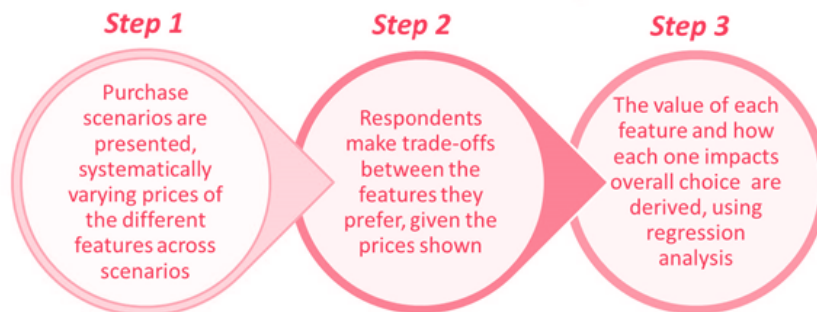 Step 1
Purchase
scenarios are
presented,
systematically
varying prices of
the different
features across
scenarios
Step 2
Respondents
make trade-offs
between the
features they
prefer, given the
prices shown
Step 3
The value of each
feature and how
each one impacts
overall choice are
derived, using
regression
analysis